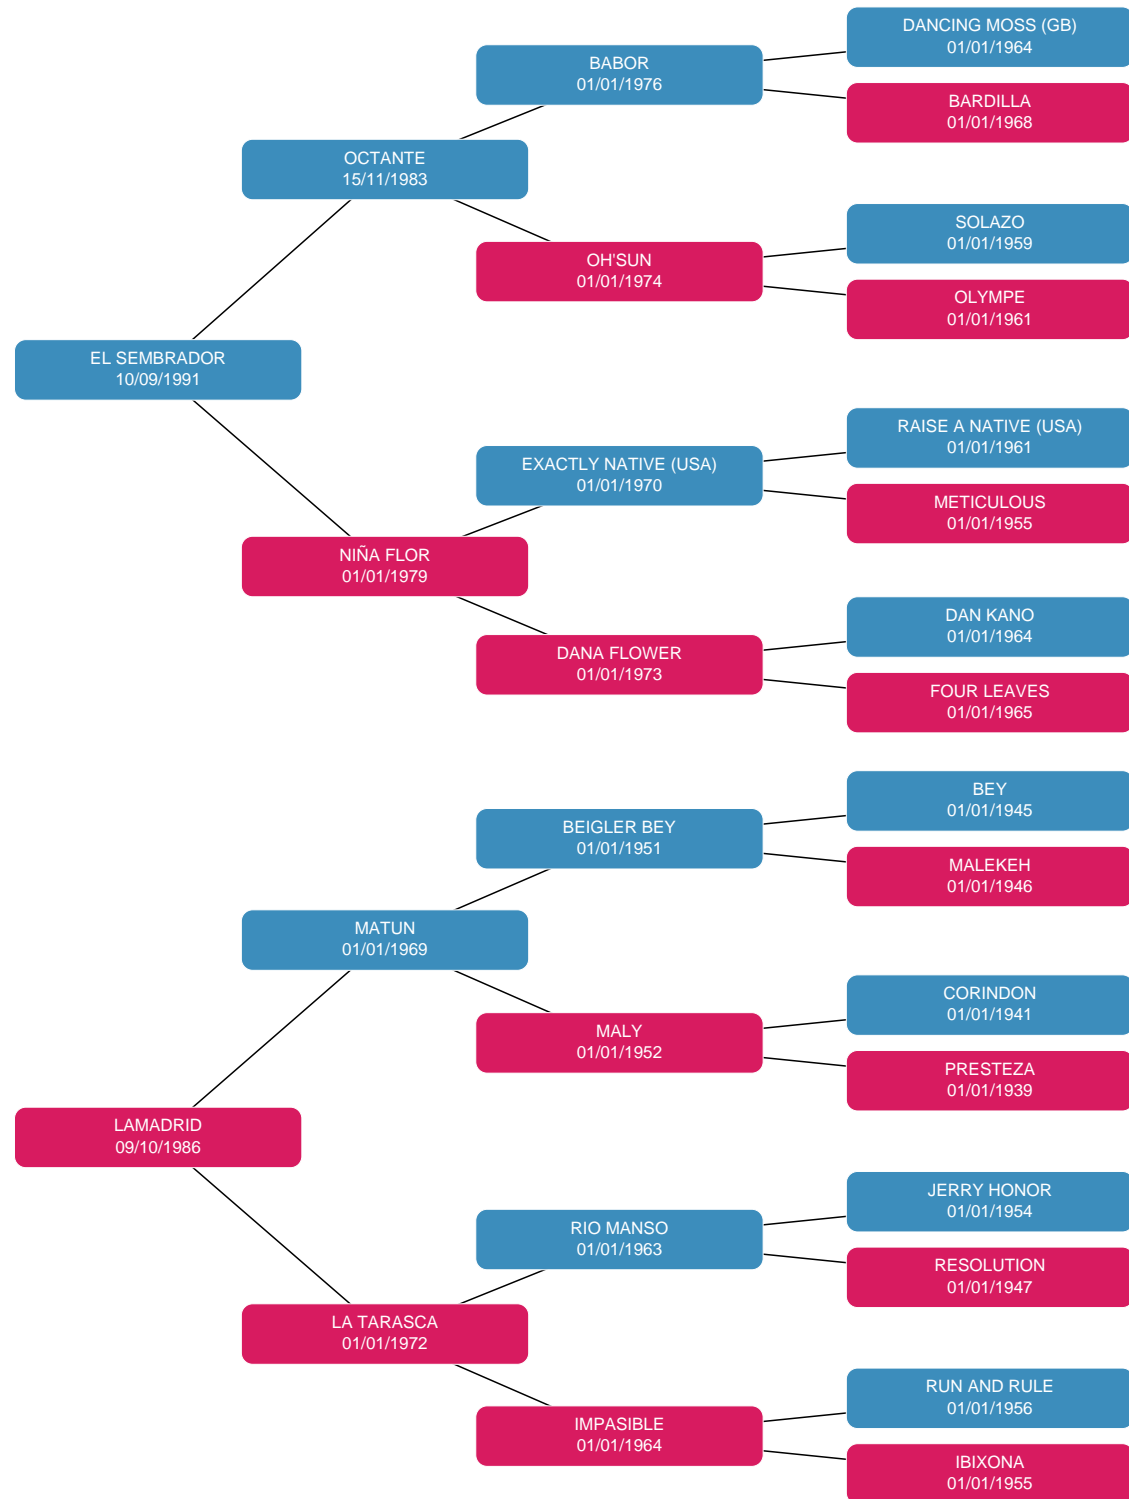 DANCING MOSS (GB)
01/01/1964
BABOR
01/01/1976
BARDILLA
01/01/1968
OCTANTE
15/11/1983
SOLAZO
01/01/1959
OH'SUN
01/01/1974
OLYMPE
01/01/1961
EL SEMBRADOR
10/09/1991
RAISE A NATIVE (USA)
01/01/1961
EXACTLY NATIVE (USA)
01/01/1970
METICULOUS
01/01/1955
NIÑA FLOR
01/01/1979
DAN KANO
01/01/1964
DANA FLOWER
01/01/1973
FOUR LEAVES
01/01/1965
BEY
01/01/1945
BEIGLER BEY
01/01/1951
MALEKEH
01/01/1946
MATUN
01/01/1969
CORINDON
01/01/1941
MALY
01/01/1952
PRESTEZA
01/01/1939
LAMADRID
09/10/1986
JERRY HONOR
01/01/1954
RIO MANSO
01/01/1963
RESOLUTION
01/01/1947
LA TARASCA
01/01/1972
RUN AND RULE
01/01/1956
IMPASIBLE
01/01/1964
IBIXONA
01/01/1955